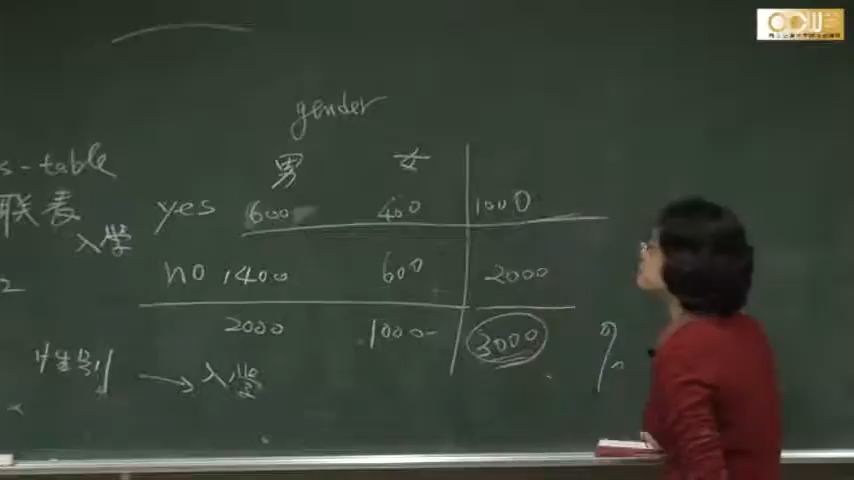 gender
s-table
男 女
联表
yes 600 400 1000
入学
no 1400 600 2000
2000 1000 3000
性别 → 入学
OCW